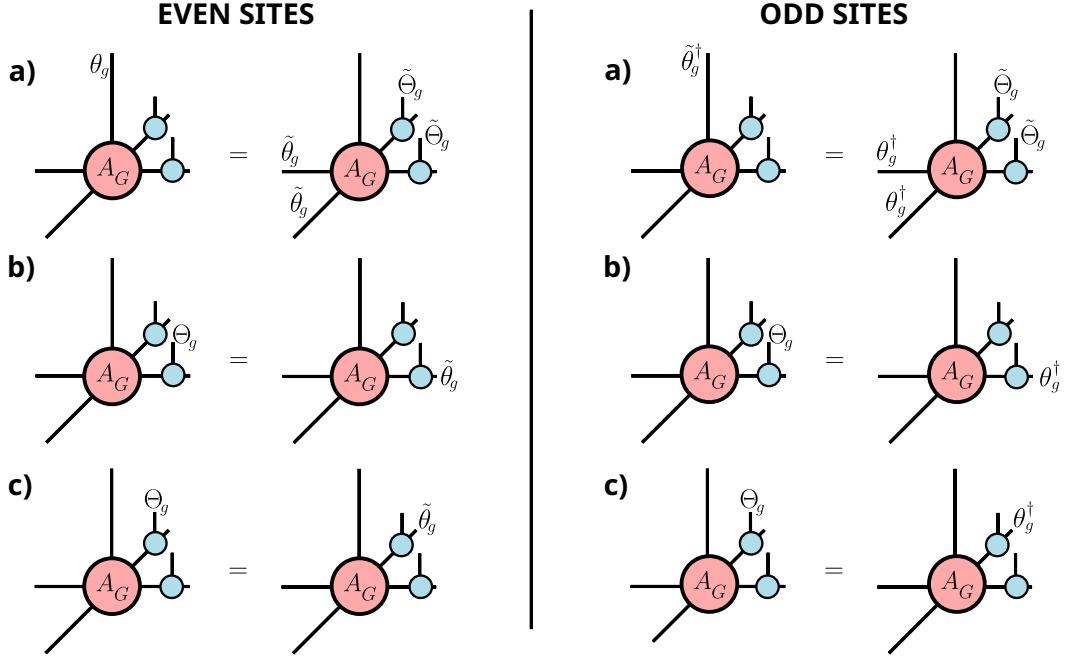 EVEN SITES
a)
θ_g
A_G
=
θ̃_g
θ̃_g
A_G
Θ̃_g
Θ̃_g
b)
A_G
Θ_g
=
A_G
θ̃_g
c)
Θ_g
A_G
=
A_G
θ̃_g
ODD SITES
a)
θ̃_g^†
A_G
=
θ_g^†
θ_g^†
A_G
Θ̃_g
Θ̃_g
b)
A_G
Θ_g
=
A_G
θ_g^†
c)
Θ_g
A_G
=
A_G
θ_g^†